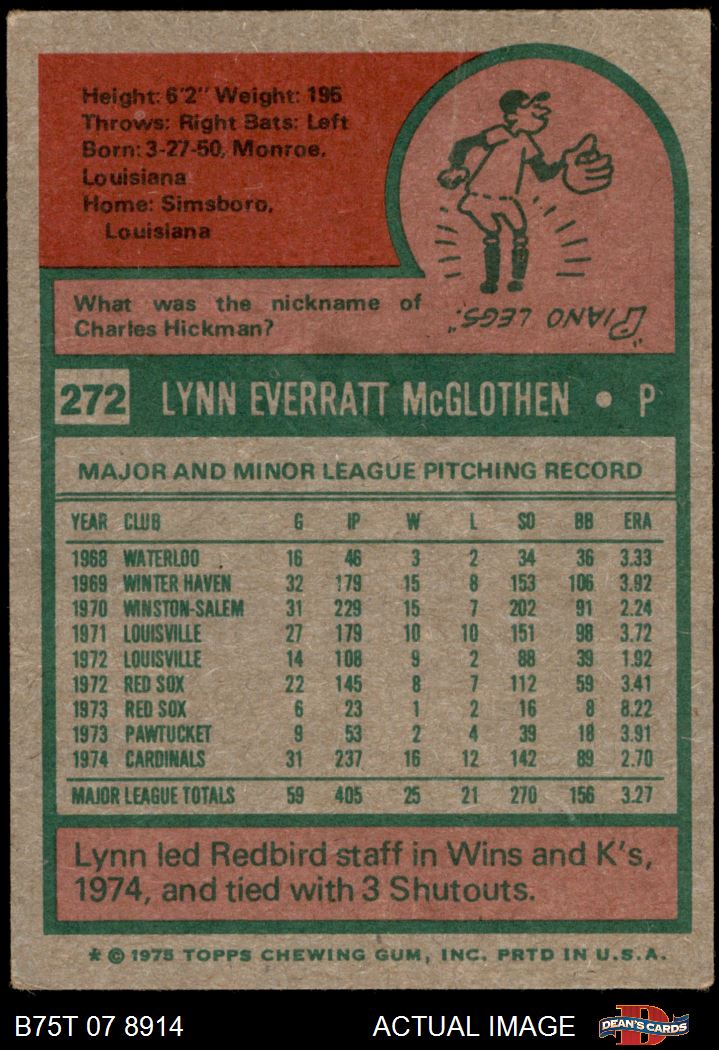 Height: 6'2" Weight: 195
Throws: Right Bats: Left
Born: 3-27-50, Monroe,
Louisiana
Home: Simsboro,
Louisiana
What was the nickname of
Charles Hickman?
"PIANO LEGS."
272 LYNN EVERRATT McGLOTHEN • P
MAJOR AND MINOR LEAGUE PITCHING RECORD
YEAR CLUB G IP W L SO BB ERA
1968 WATERLOO 16 46 3 2 34 36 3.33
1969 WINTER HAVEN 32 179 15 8 153 106 3.92
1970 WINSTON-SALEM 31 229 15 7 202 91 2.24
1971 LOUISVILLE 27 179 10 10 151 98 3.72
1972 LOUISVILLE 14 108 9 2 88 39 1.92
1972 RED SOX 22 145 8 7 112 59 3.41
1973 RED SOX 6 23 1 2 16 8 8.22
1973 PAWTUCKET 9 53 2 4 39 18 3.91
1974 CARDINALS 31 237 16 12 142 89 2.70
MAJOR LEAGUE TOTALS 59 405 25 21 270 156 3.27
Lynn led Redbird staff in Wins and K's,
1974, and tied with 3 Shutouts.
* © 1975 TOPPS CHEWING GUM, INC. PRTD IN U.S.A.
B75T 07 8914 ACTUAL IMAGE D DEAN'S CARDS